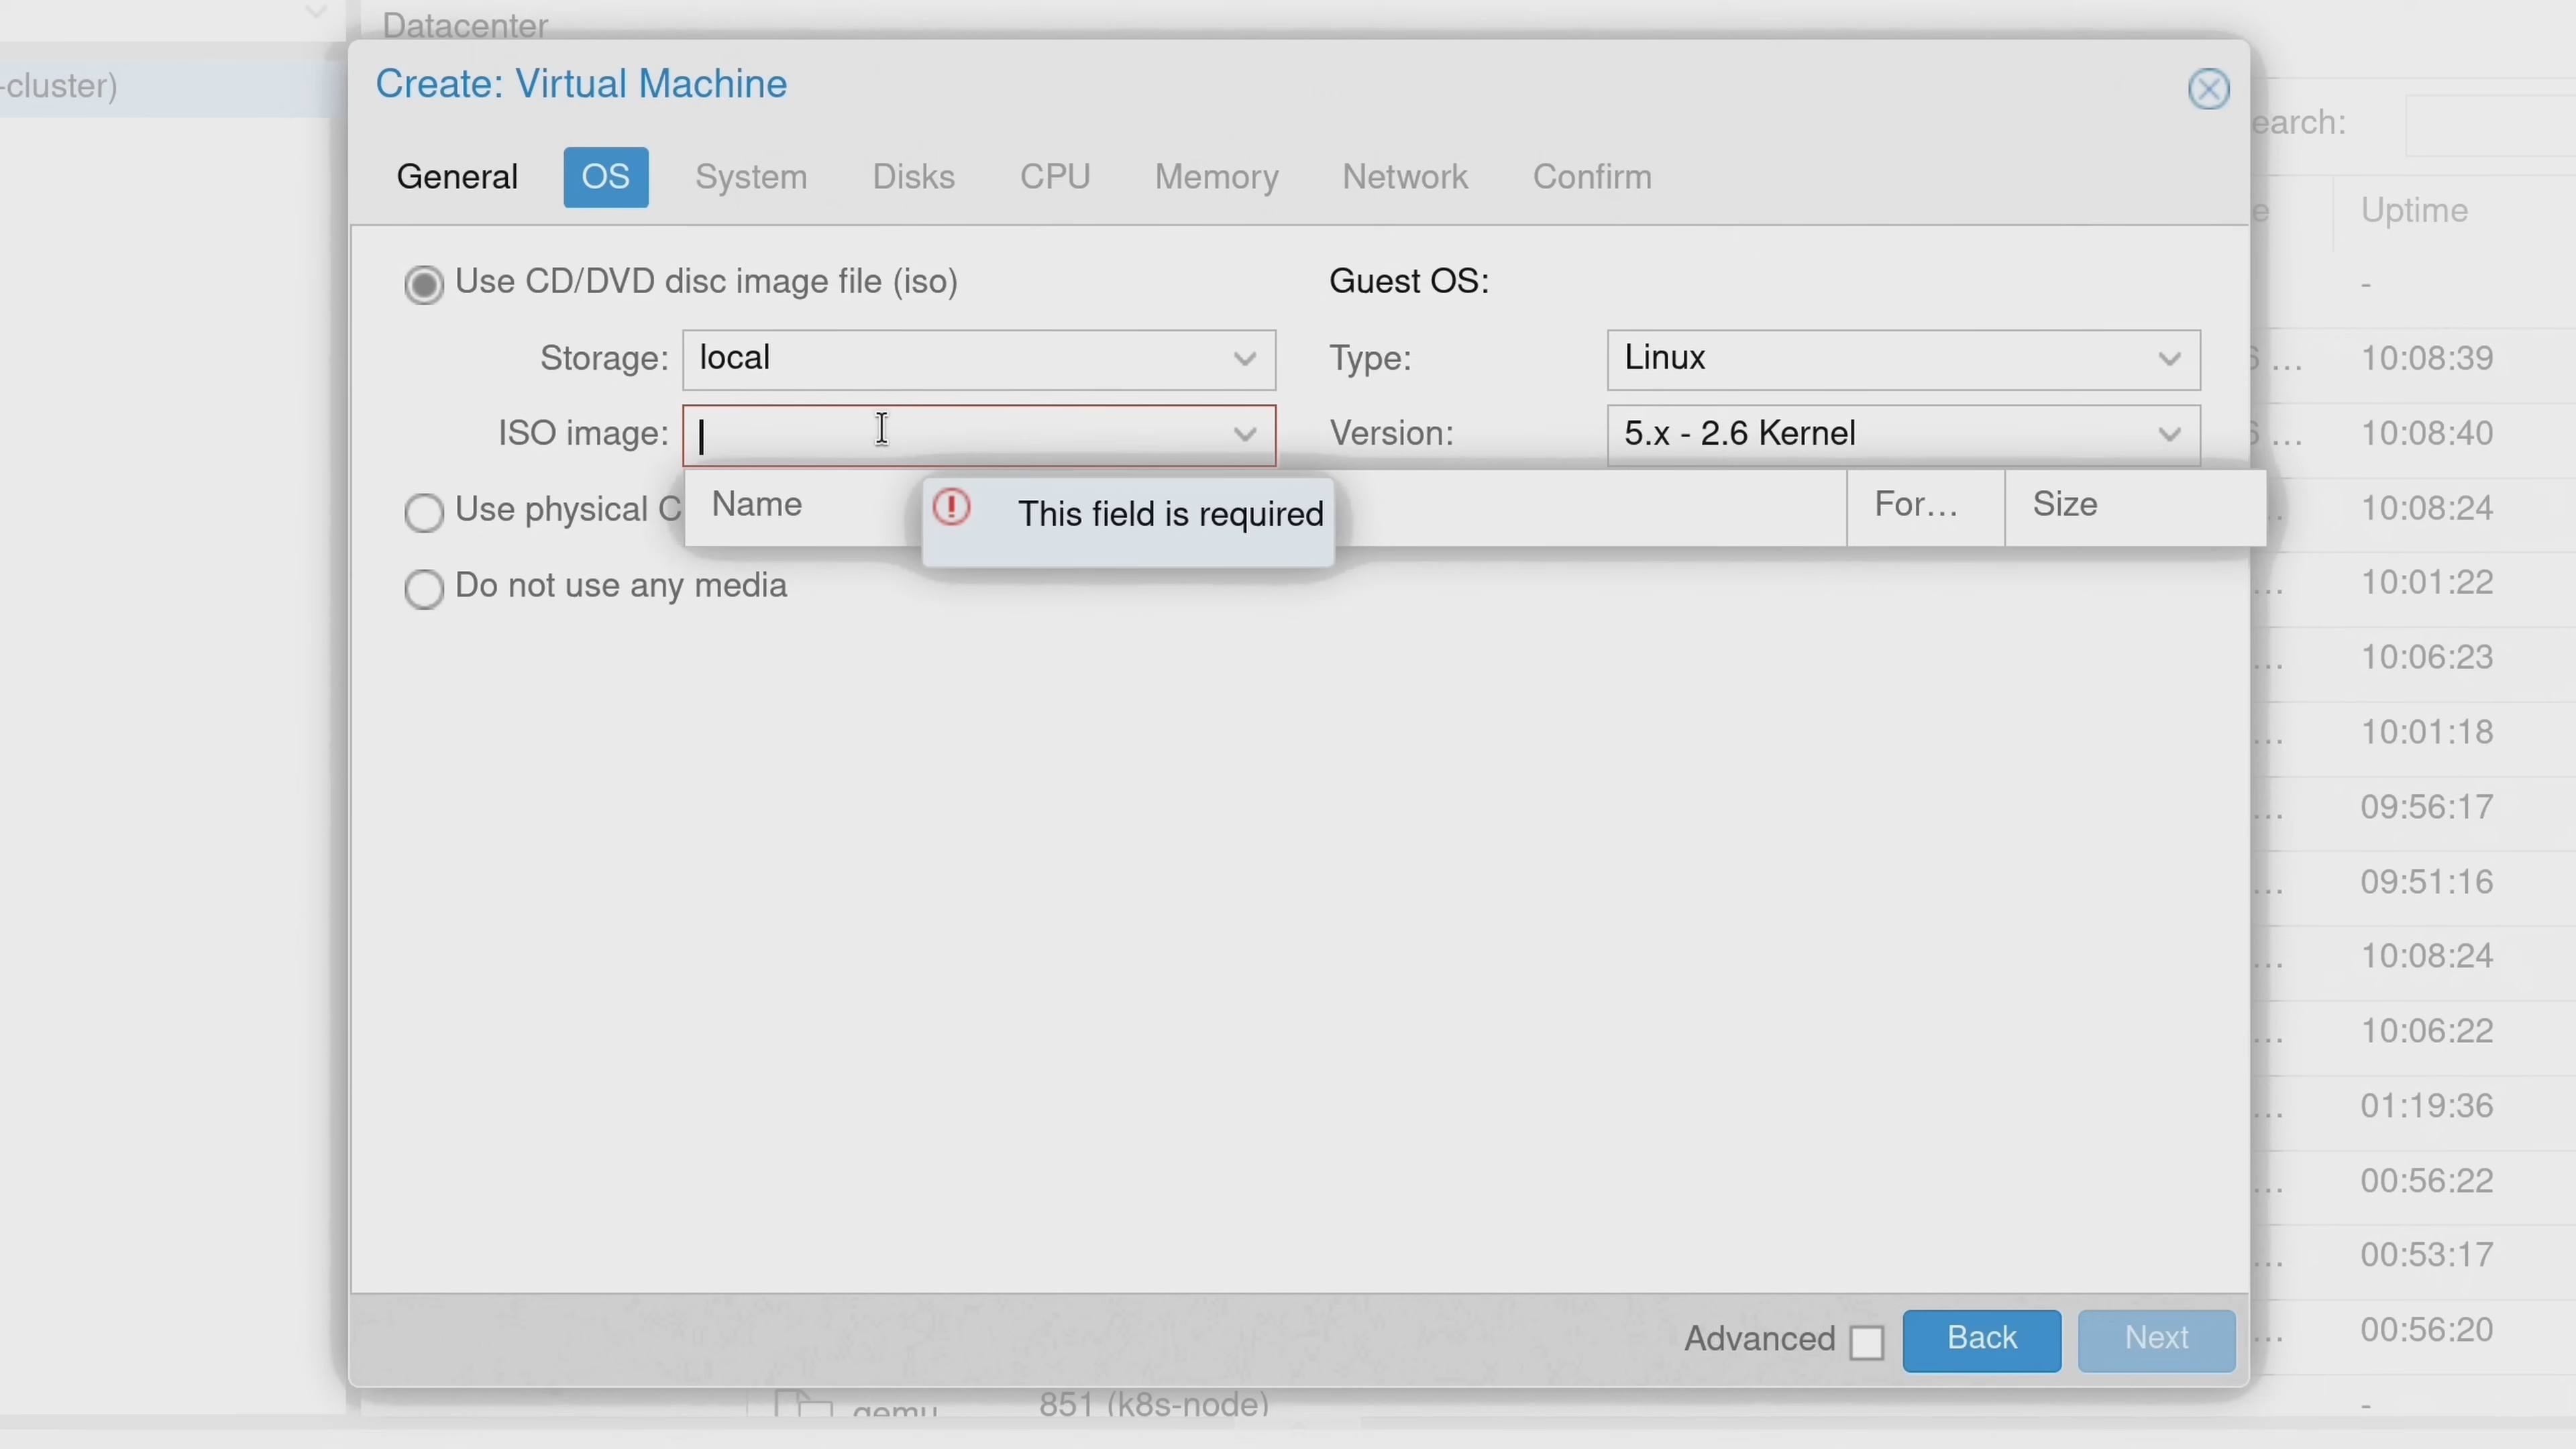 Datacenter
-cluster)
Create: Virtual Machine
earch:
General OS System Disks CPU Memory Network Confirm
e Uptime
Use CD/DVD disc image file (iso) Guest OS:
-
Storage: local Type: Linux
6 ... 10:08:39
ISO image: Version: 5.x - 2.6 Kernel
6 ... 10:08:40
Use physical C Name This field is required For... Size
... 10:08:24
Do not use any media
... 10:01:22
... 10:06:23
... 10:01:18
... 09:56:17
... 09:51:16
... 10:08:24
... 10:06:22
... 01:19:36
... 00:56:22
... 00:53:17
... 00:56:20
Advanced Back Next
qemu 851 (k8s-node) -